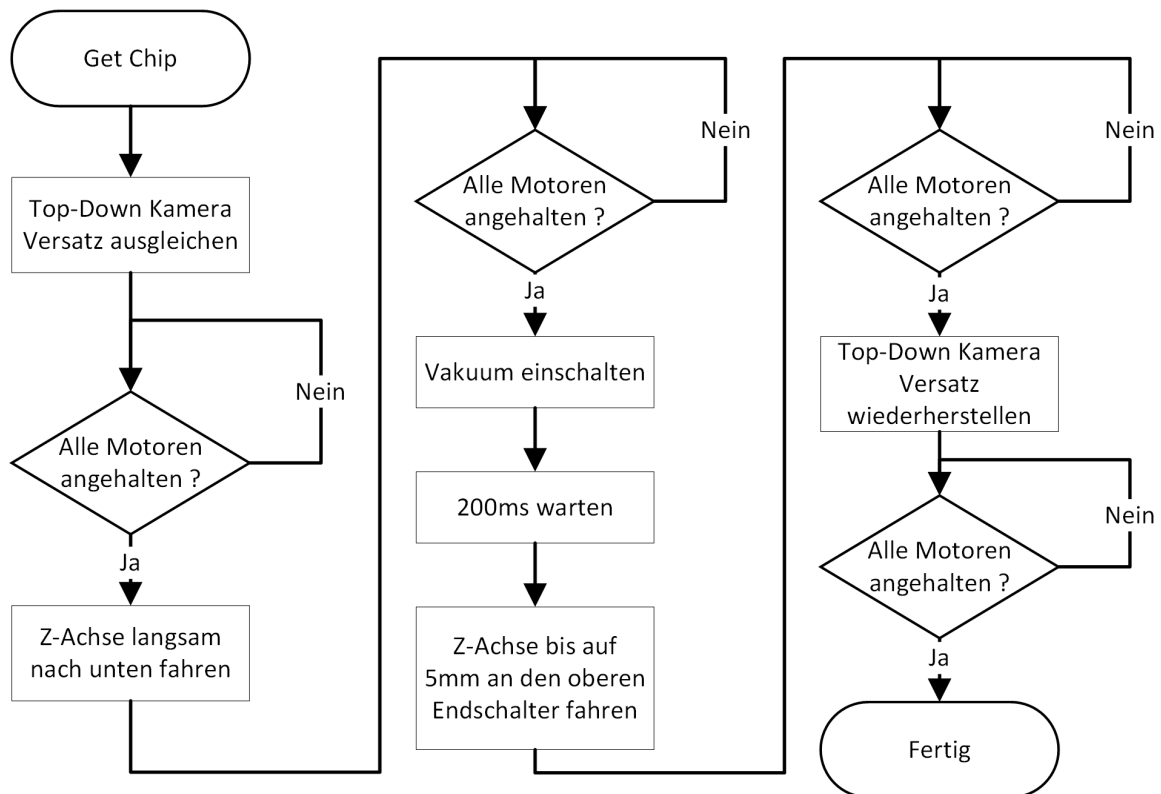 Get Chip
Top-Down Kamera
Versatz ausgleichen
Nein
Alle Motoren
angehalten ?
Ja
Z-Achse langsam
nach unten fahren
Nein
Alle Motoren
angehalten ?
Ja
Vakuum einschalten
200ms warten
Z-Achse bis auf
5mm an den oberen
Endschalter fahren
Nein
Alle Motoren
angehalten ?
Ja
Top-Down Kamera
Versatz
wiederherstellen
Nein
Alle Motoren
angehalten ?
Ja
Fertig